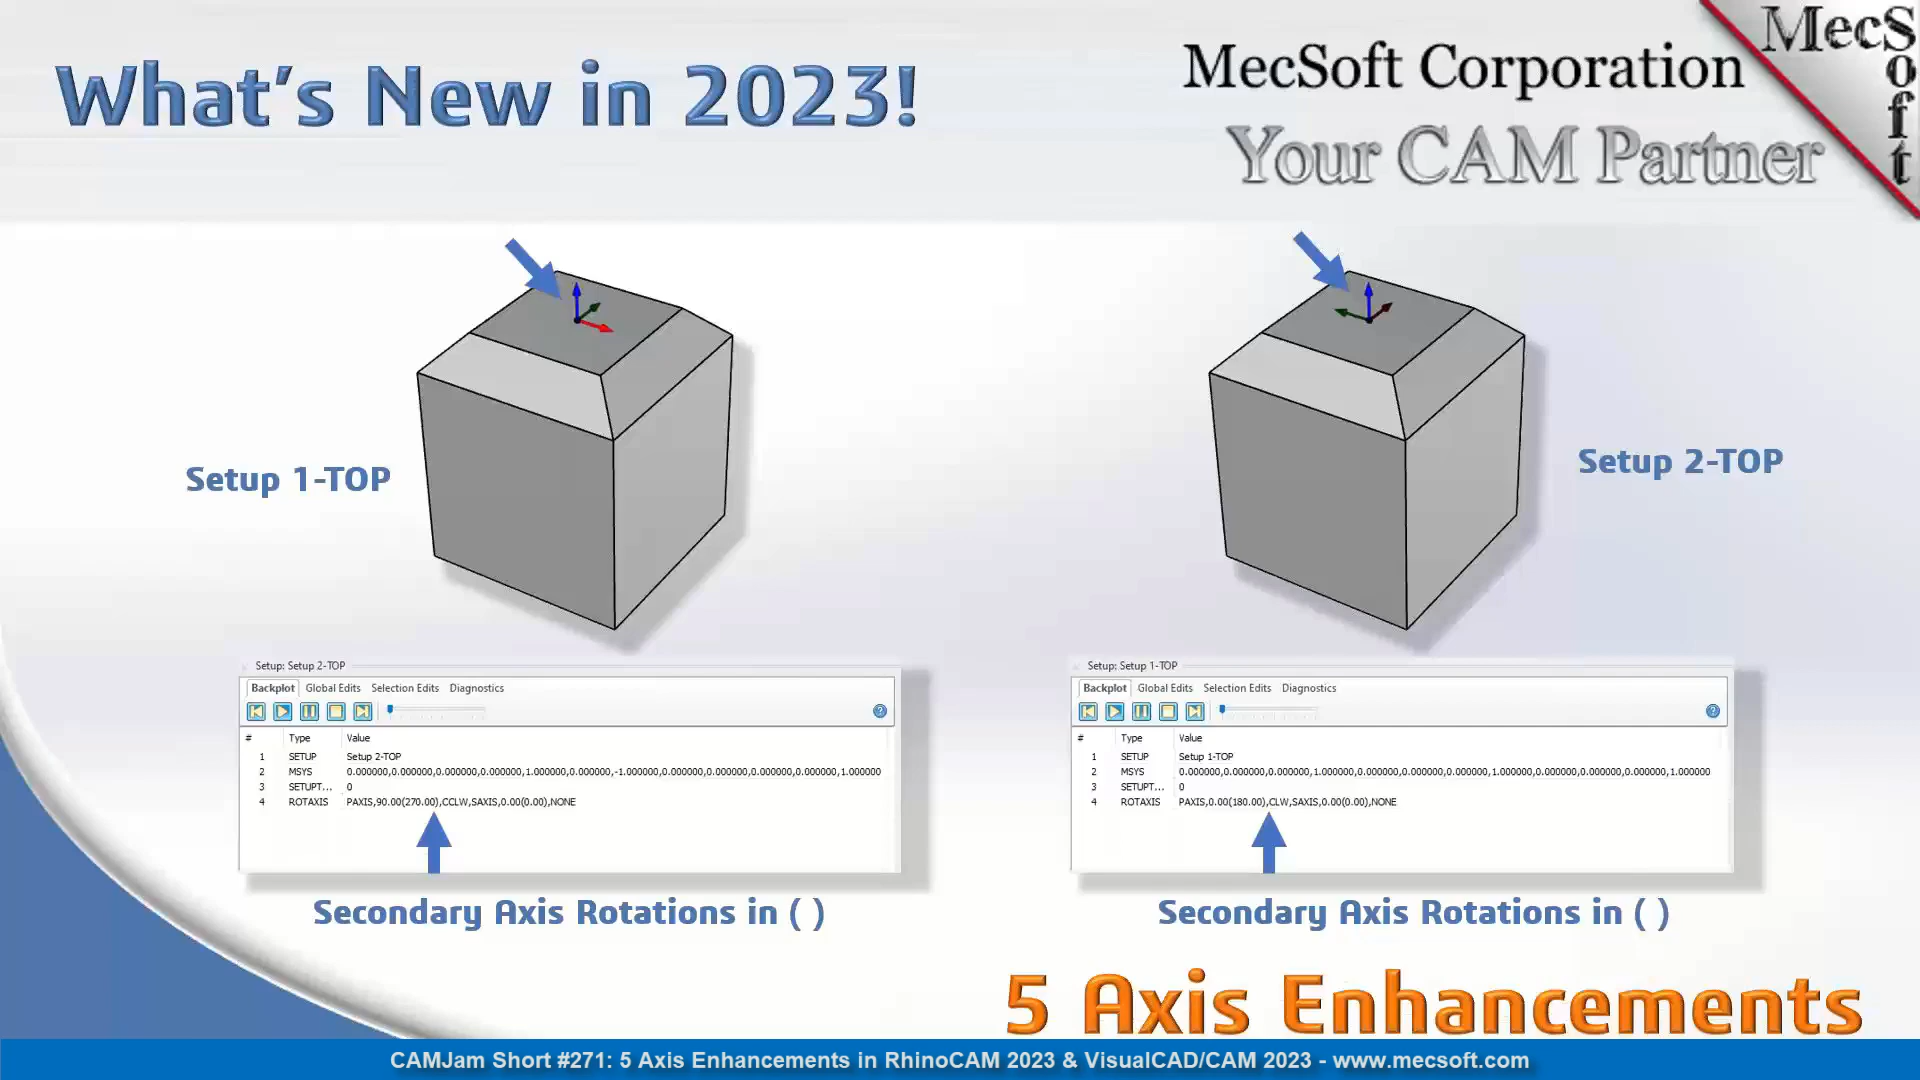 What's New in 2023!
MecSoft Corporation
Your CAM Partner
MecSoft
Setup 1-TOP
Setup 2-TOP
Setup: Setup 2-TOP
Backplot Global Edits Selection Edits Diagnostics
# Type Value
1 SETUP Setup 2-TOP
2 MSYS 0.000000,0.000000,0.000000,0.000000,1.000000,0.000000,-1.000000,0.000000,0.000000,0.000000,0.000000,1.000000
3 SETUPT... 0
4 ROTAXIS PAXIS,90.00(270.00),CCLW,SAXIS,0.00(0.00),NONE
Secondary Axis Rotations in ( )
Setup: Setup 1-TOP
Backplot Global Edits Selection Edits Diagnostics
# Type Value
1 SETUP Setup 1-TOP
2 MSYS 0.000000,0.000000,0.000000,1.000000,0.000000,0.000000,0.000000,1.000000,0.000000,0.000000,0.000000,1.000000
3 SETUPT... 0
4 ROTAXIS PAXIS,0.00(180.00),CLW,SAXIS,0.00(0.00),NONE
Secondary Axis Rotations in ( )
5 Axis Enhancements
CAMJam Short #271: 5 Axis Enhancements in RhinoCAM 2023 & VisualCAD/CAM 2023 - www.mecsoft.com